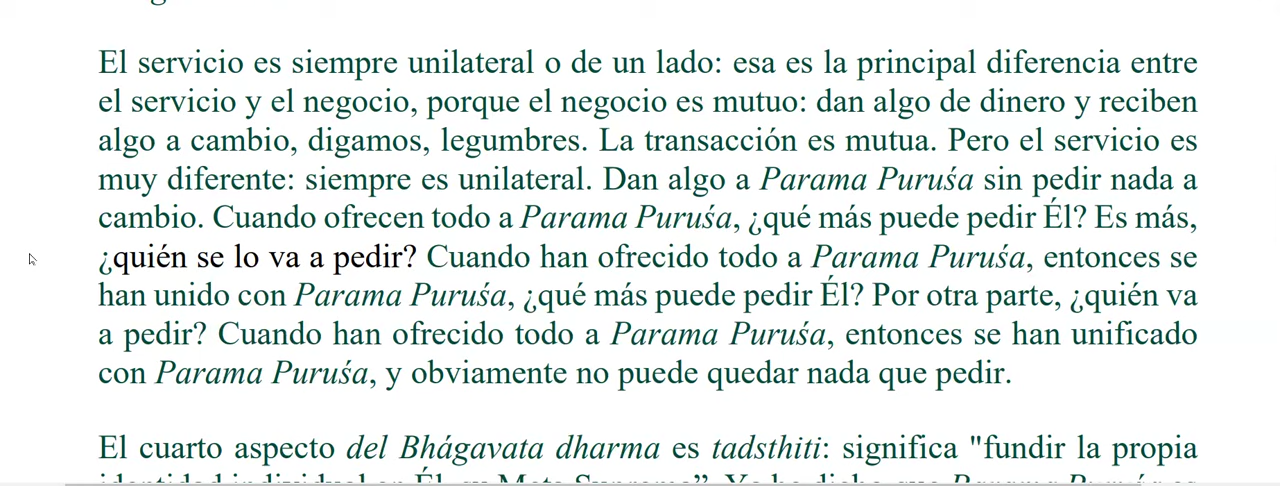 El servicio es siempre unilateral o de un lado: esa es la principal diferencia entre
el servicio y el negocio, porque el negocio es mutuo: dan algo de dinero y reciben
algo a cambio, digamos, legumbres. La transacción es mutua. Pero el servicio es
muy diferente: siempre es unilateral. Dan algo a Parama Puruśa sin pedir nada a
cambio. Cuando ofrecen todo a Parama Puruśa, ¿qué más puede pedir Él? Es más,
¿quién se lo va a pedir? Cuando han ofrecido todo a Parama Puruśa, entonces se
han unido con Parama Puruśa, ¿qué más puede pedir Él? Por otra parte, ¿quién va
a pedir? Cuando han ofrecido todo a Parama Puruśa, entonces se han unificado
con Parama Puruśa, y obviamente no puede quedar nada que pedir.
El cuarto aspecto del Bhágavata dharma es tadsthiti: significa "fundir la propia